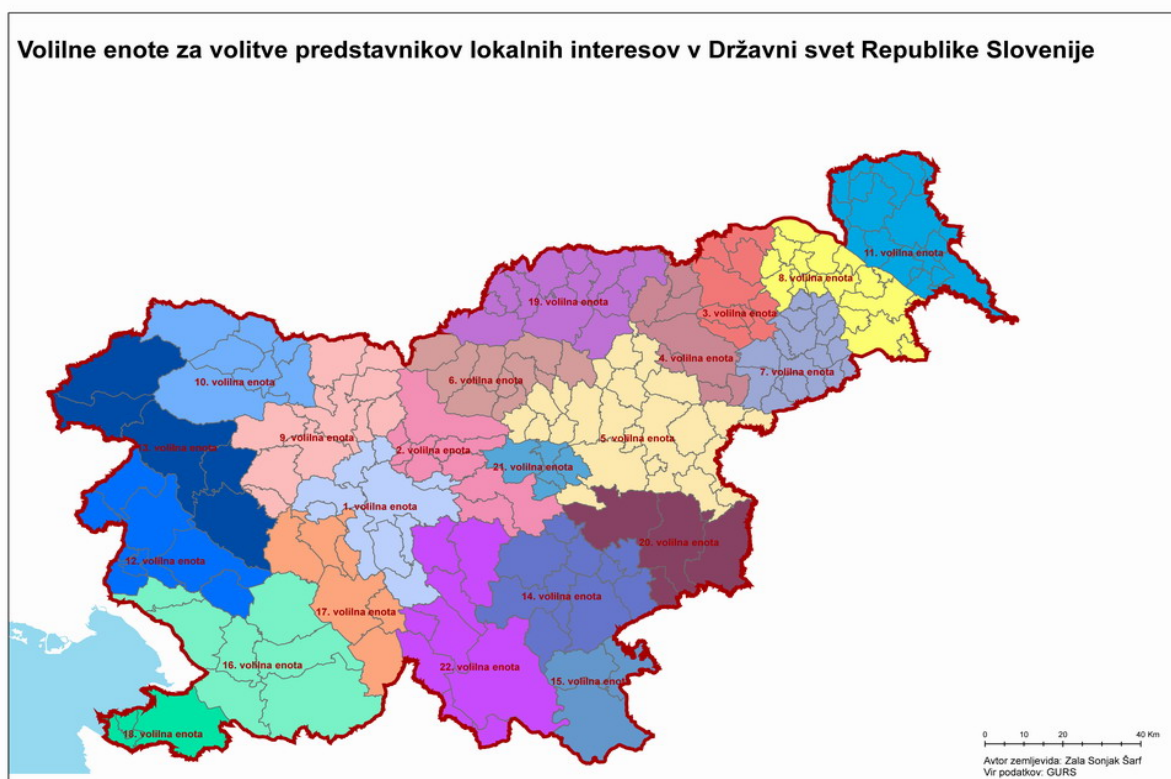 Volilne enote za volitve predstavnikov lokalnih interesov v Državni svet Republike Slovenije
11. volilna enota
8. volilna enota
19. volilna enota
3. volilna enota
4. volilna enota
7. volilna enota
10. volilna enota
6. volilna enota
9. volilna enota
5. volilna enota
13. volilna enota
2. volilna enota
21. volilna enota
1. volilna enota
20. volilna enota
12. volilna enota
14. volilna enota
17. volilna enota
16. volilna enota
22. volilna enota
15. volilna enota
18. volilna enota
0 10 20 40 Km
Avtor zemljevida: Zala Sonjak Šarf
Vir podatkov: GURS